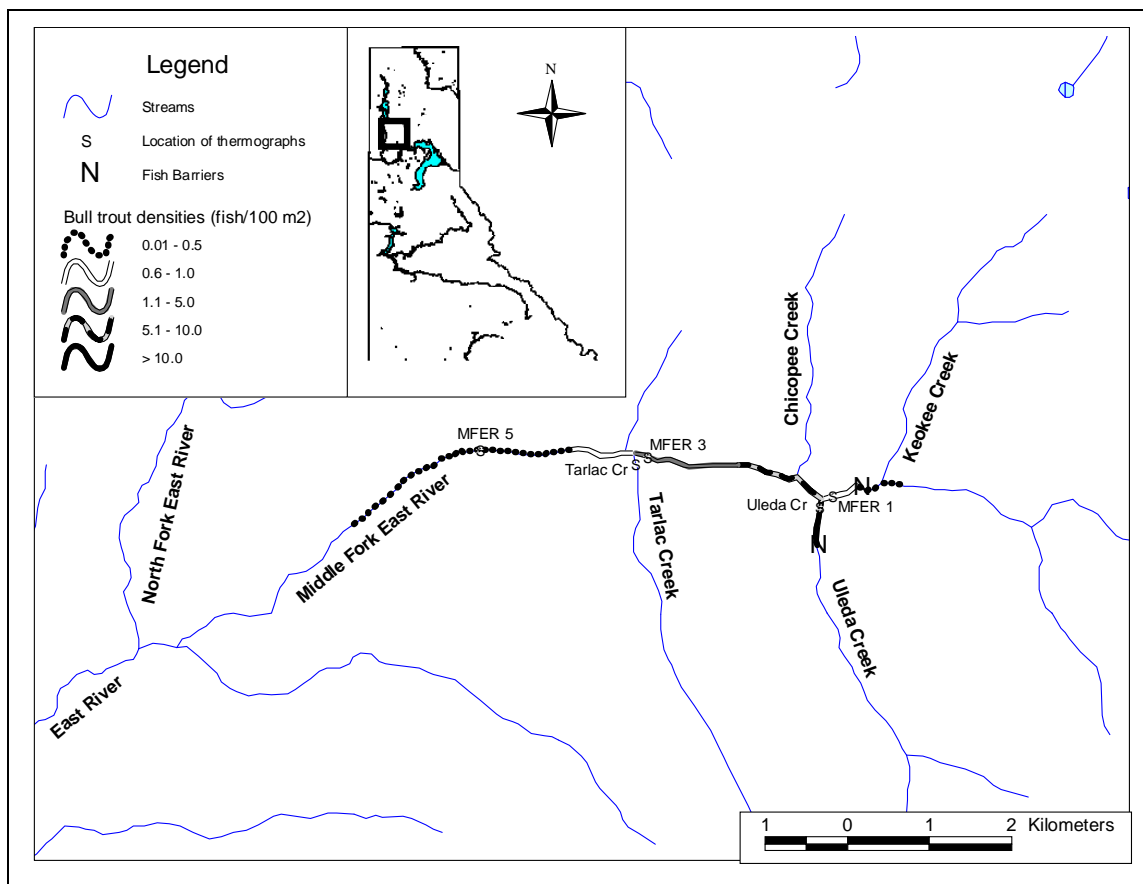 Legend
Streams
S
Location of thermographs
N
Fish Barriers
Bull trout densities (fish/100 m2)
0.01 - 0.5
0.6 - 1.0
1.1 - 5.0
5.1 - 10.0
> 10.0
N
Chicopee Creek
Keokee Creek
North Fork East River
MFER 5
S
MFER 3
S
Tarlac Cr
S
N
Uleda Cr
S
MFER 1
S
N
Middle Fork East River
Tarlac Creek
Uleda Creek
East River
1 0 1 2 Kilometers